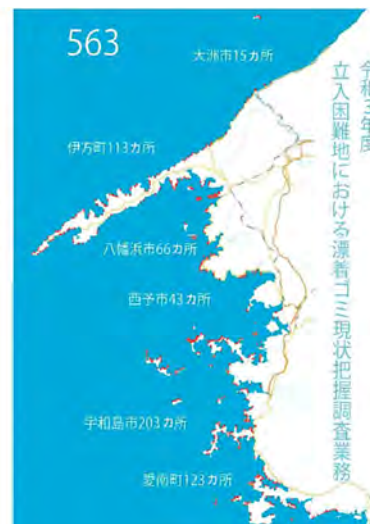 563
令和三年度
立入困難地における漂着ゴミ現状把握調査業務
大洲市15カ所
伊方町113カ所
八幡浜市66カ所
西予市43カ所
宇和島市203カ所
愛南町123カ所